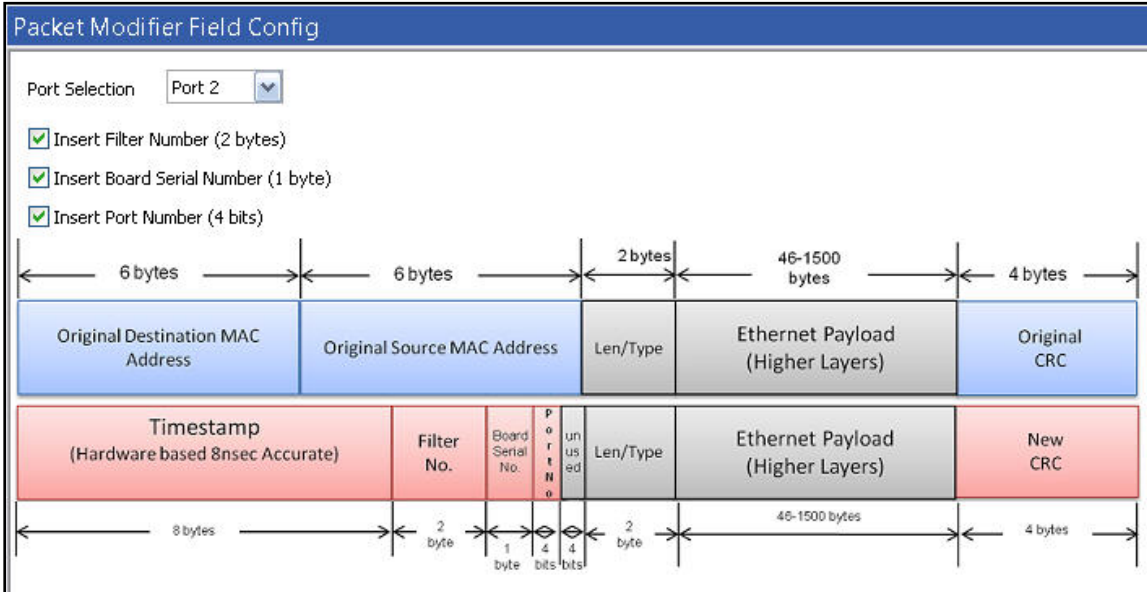 Packet Modifier Field Config
Port Selection
Port 2
Insert Filter Number (2 bytes)
Insert Board Serial Number (1 byte)
Insert Port Number (4 bits)
6 bytes
6 bytes
2 bytes
46-1500
bytes
4 bytes
Original Destination MAC
Address
Original Source MAC Address
Len/Type
Ethernet Payload
(Higher Layers)
Original
CRC
Timestamp
(Hardware based 8nsec Accurate)
Filter
No.
Board
Serial
No.
P
o
r
t
N
o
un
us
ed
Len/Type
Ethernet Payload
(Higher Layers)
New
CRC
8 bytes
2
byte
1
byte
4
bits
4
bits
2
byte
46-1500 bytes
4 bytes